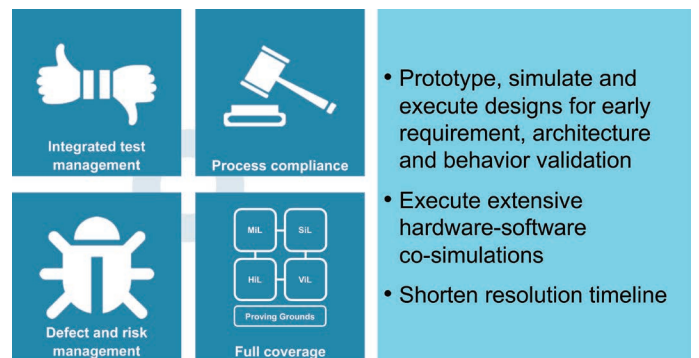 Integrated test
management
Process compliance
MiL
SiL
HiL
ViL
Proving Grounds
Defect and risk
management
Full coverage
• Prototype, simulate and
execute designs for early
requirement, architecture
and behavior validation
• Execute extensive
hardware-software
co-simulations
• Shorten resolution timeline